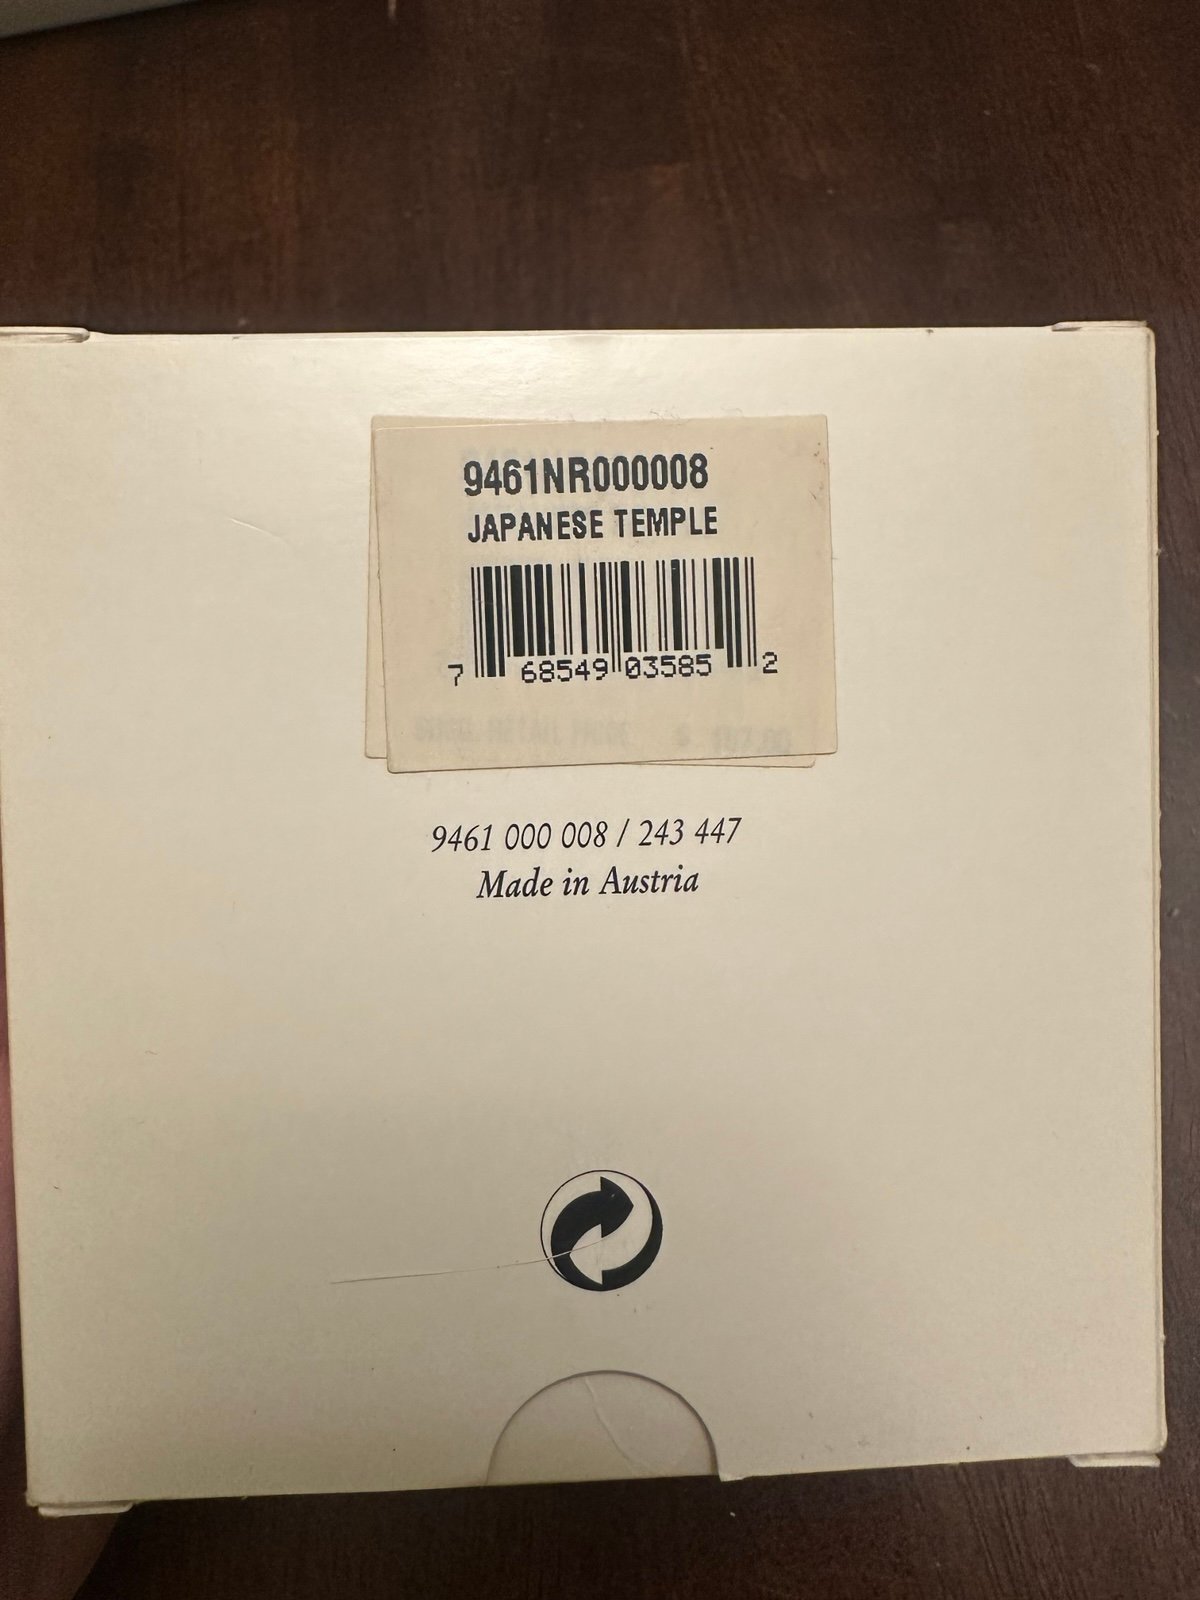 9461NR000008
JAPANESE TEMPLE
7 68549 03585 2
9461 000 008 / 243 447
Made in Austria